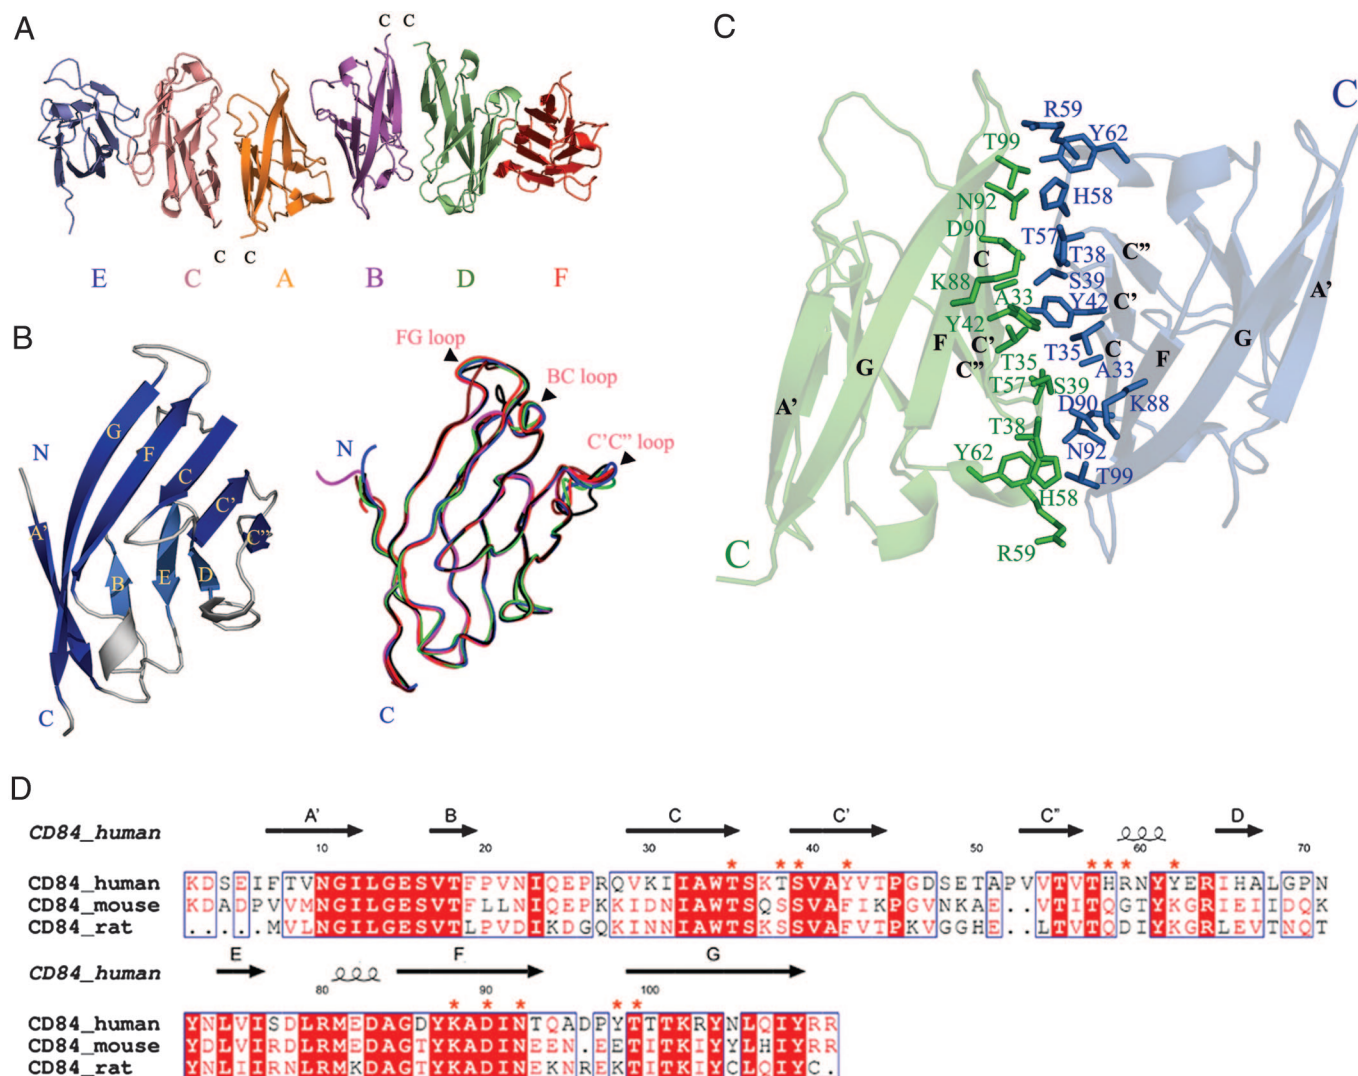 A
C C
C C
E C A B D F
B
N
G
F
C
C'
C''
A'
B
E
D
C
FG loop
BC loop
C'C'' loop
N
C
C
C
R59
Y62
T99
H58
N92
D90
T57
T38
C''
C
K88
A33
S39
Y42
C'
A'
Y42
F
C'
T35
C
G
G
C''
T35
A33
F
T57
S39
D90
K88
A'
T38
N92
Y62
T99
H58
R59
C
D
A' B C C' C'' D
CD84_human
10 20 30 40 50 60 70
* * * * * * * *
CD84_human KDSEIFTVNGILGESVTFPVNIQEPRQVKIIAWTSKTSVAYVTPGDSETAPVVTVTHRNYYERIHALGPN
CD84_mouse KDADPVVMNGILGESVTFLLNIQEPKKIDNIAWTSQSSVAFIKPGVNKAE..VTITQGTYKGRIEIIDQK
CD84_rat .....MVLNGILGESVTLPVDIKDGQKINNIAWTSKSSVAFVTPKVGGHE..LTVTQDIYKGRLEVTNQT
E F G
CD84_human
80 90 100
* * * * *
CD84_human YNLVISDLRMEDAGDYKADINTQADPYTTTKRYNLQIYRR
CD84_mouse YDLVIRDLRMEDAGTYKADINEEN.EETITKIYYLHIYRR
CD84_rat YNLIIRNLRMKDAGTYKADINEKNREKTITKIYCLQIYC.